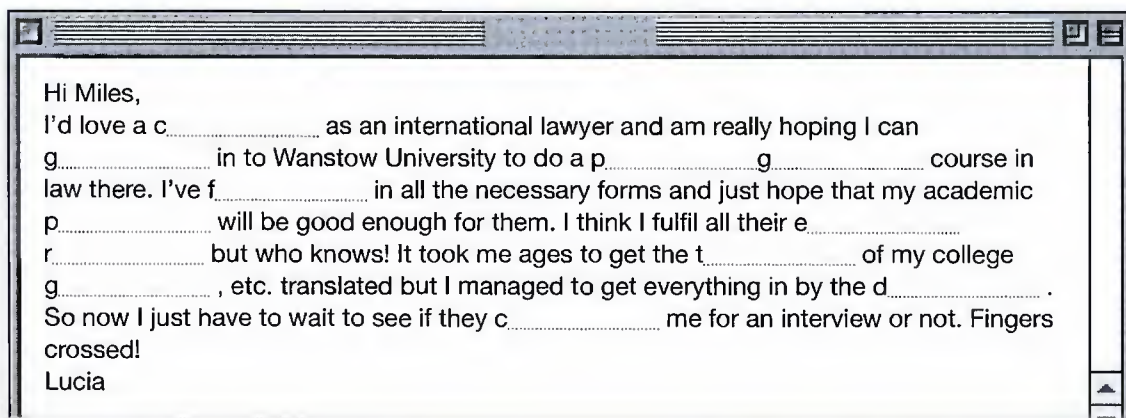 Hi Miles,
I'd love a c.................... as an international lawyer and am really hoping I can
g.................... in to Wanstow University to do a p....................g.................... course in
law there. I've f.................... in all the necessary forms and just hope that my academic
p.................... will be good enough for them. I think I fulfil all their e....................
r.................... but who knows! It took me ages to get the t.................... of my college
g.................... , etc. translated but I managed to get everything in by the d.................... .
So now I just have to wait to see if they c.................... me for an interview or not. Fingers
crossed!
Lucia